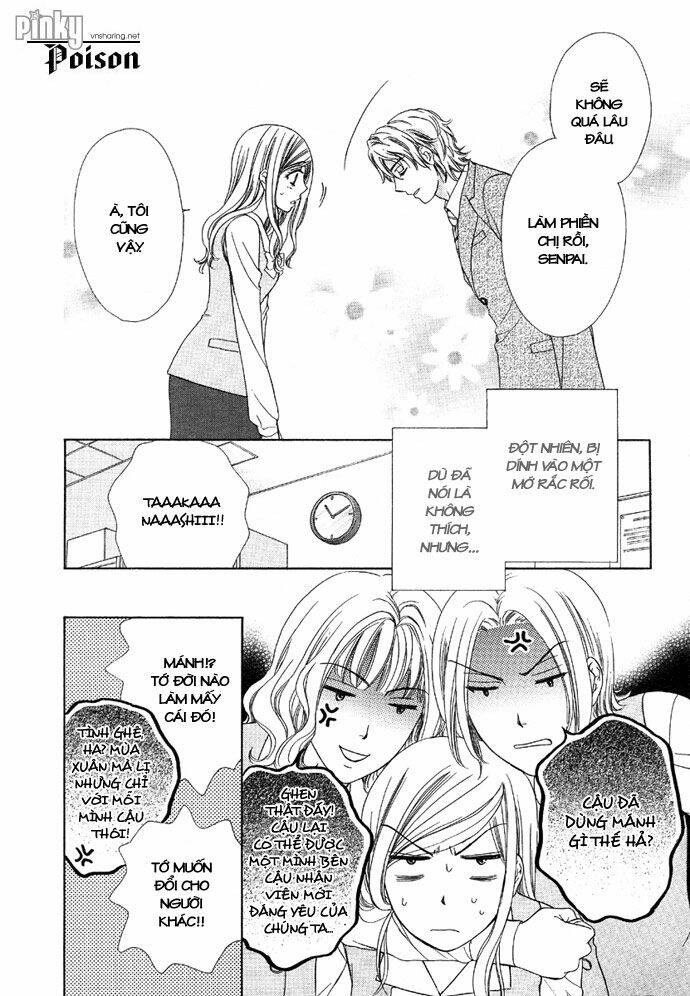 Pinky
vnsharing.net
Poison
SẼ
KHÔNG
QUÁ LÂU
ĐÂU.
LÀM PHIỀN
CHỊ RỒI,
SENPAI.
À, TÔI
CŨNG
VẬY.
ĐỘT NHIÊN, BỊ
DÍNH VÀO MỘT
MỚ RẮC RỐI.
DÙ ĐÃ
NÓI LÀ
KHÔNG
THÍCH,
NHƯNG...
TAAAKAAA
NAAASHIII!!
CẬU ĐÃ
DÙNG MÁNH
GÌ THẾ HẢ?
GHEN
THẬT ĐẤY!
CẬU LẠI
CÓ THỂ ĐƯỢC
MỘT MÌNH BÊN
CẬU NHÂN
VIÊN MỚI
ĐÁNG YÊU CỦA
CHÚNG TA...
MÁNH!?
TỚ ĐỜI NÀO
LÀM MẤY
CÁI ĐÓ!
TÌNH GHÊ,
HA? MÙA
XUÂN MÀ LỊ
NHƯNG CHỈ
VỚI MỖI
MÌNH CẬU
THÔI!
TỚ MUỐN
ĐỔI CHO
NGƯỜI
KHÁC!!